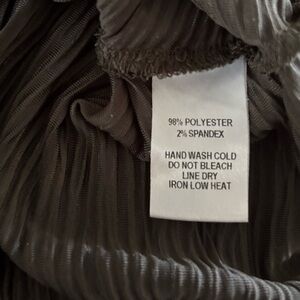 98% POLYESTER
2% SPANDEX
HAND WASH COLD
DO NOT BLEACH
LINE DRY
IRON LOW HEAT